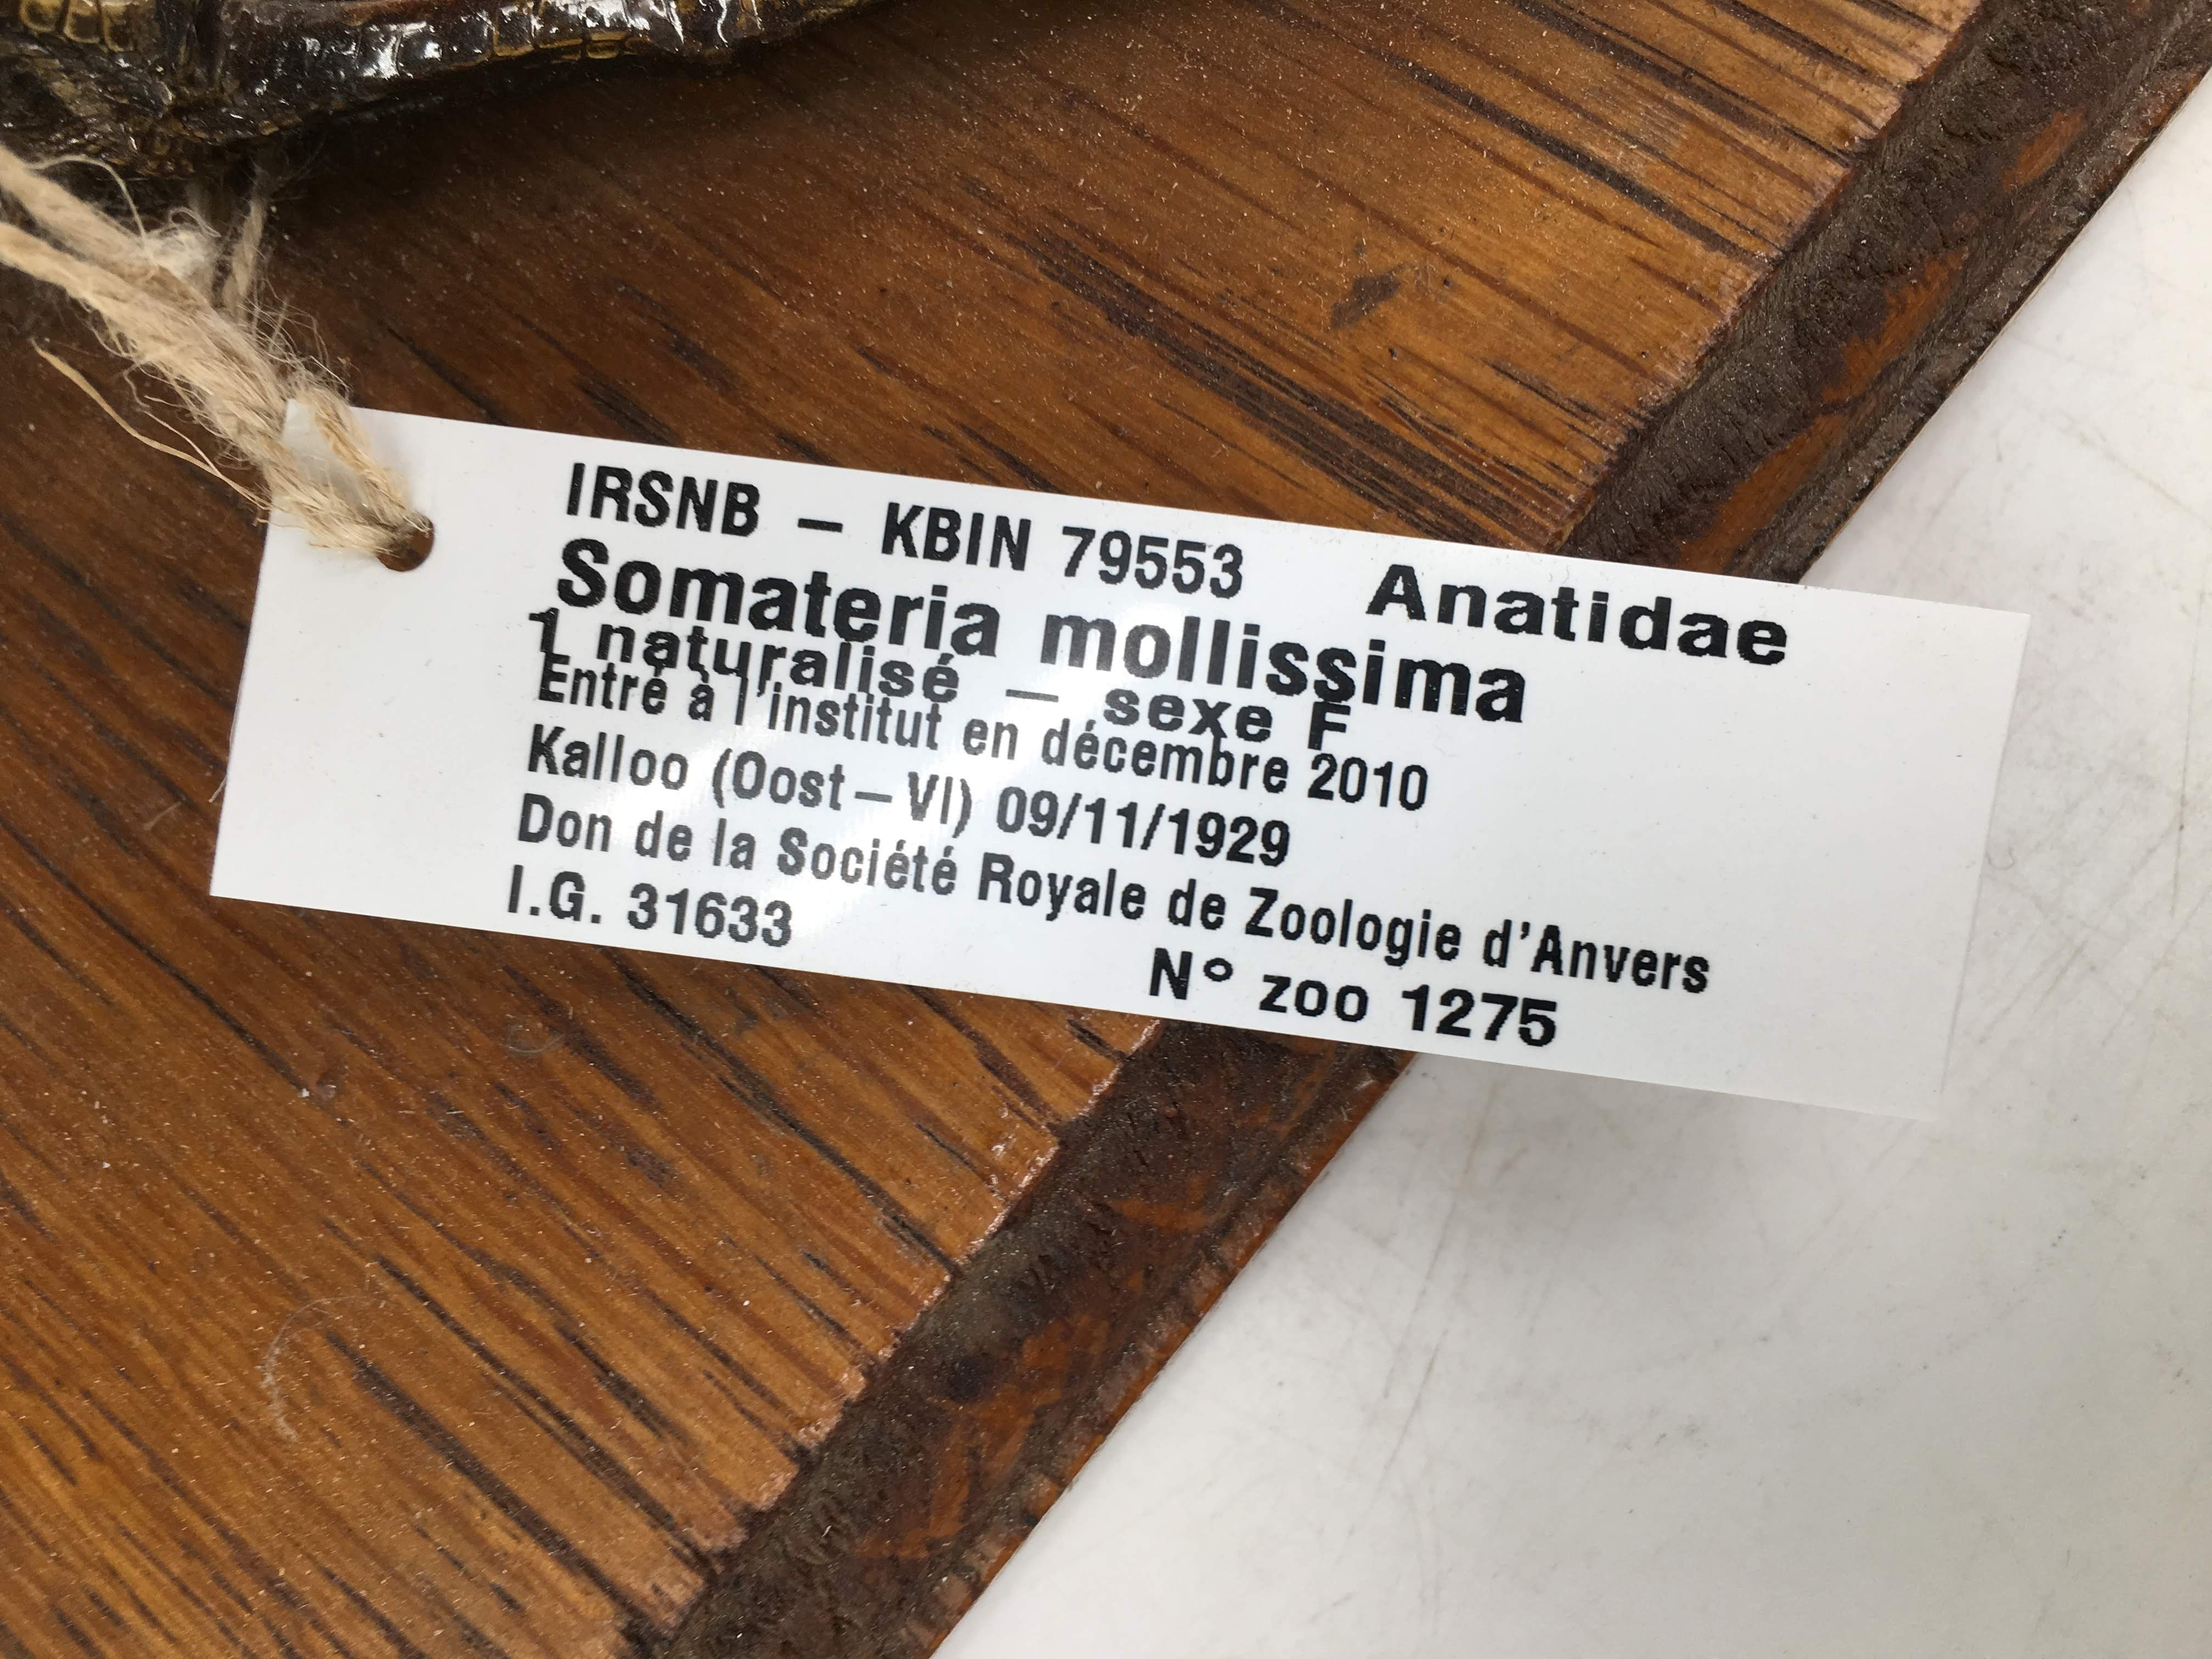 IRSNB – KBIN 79553 Anatidae
Somateria mollissima
1 naturalisé – sexe F
Entré à l'institut en décembre 2010
Kalloo (Oost–Vl) 09/11/1929
Don de la Société Royale de Zoologie d'Anvers
I.G. 31633 N° zoo 1275